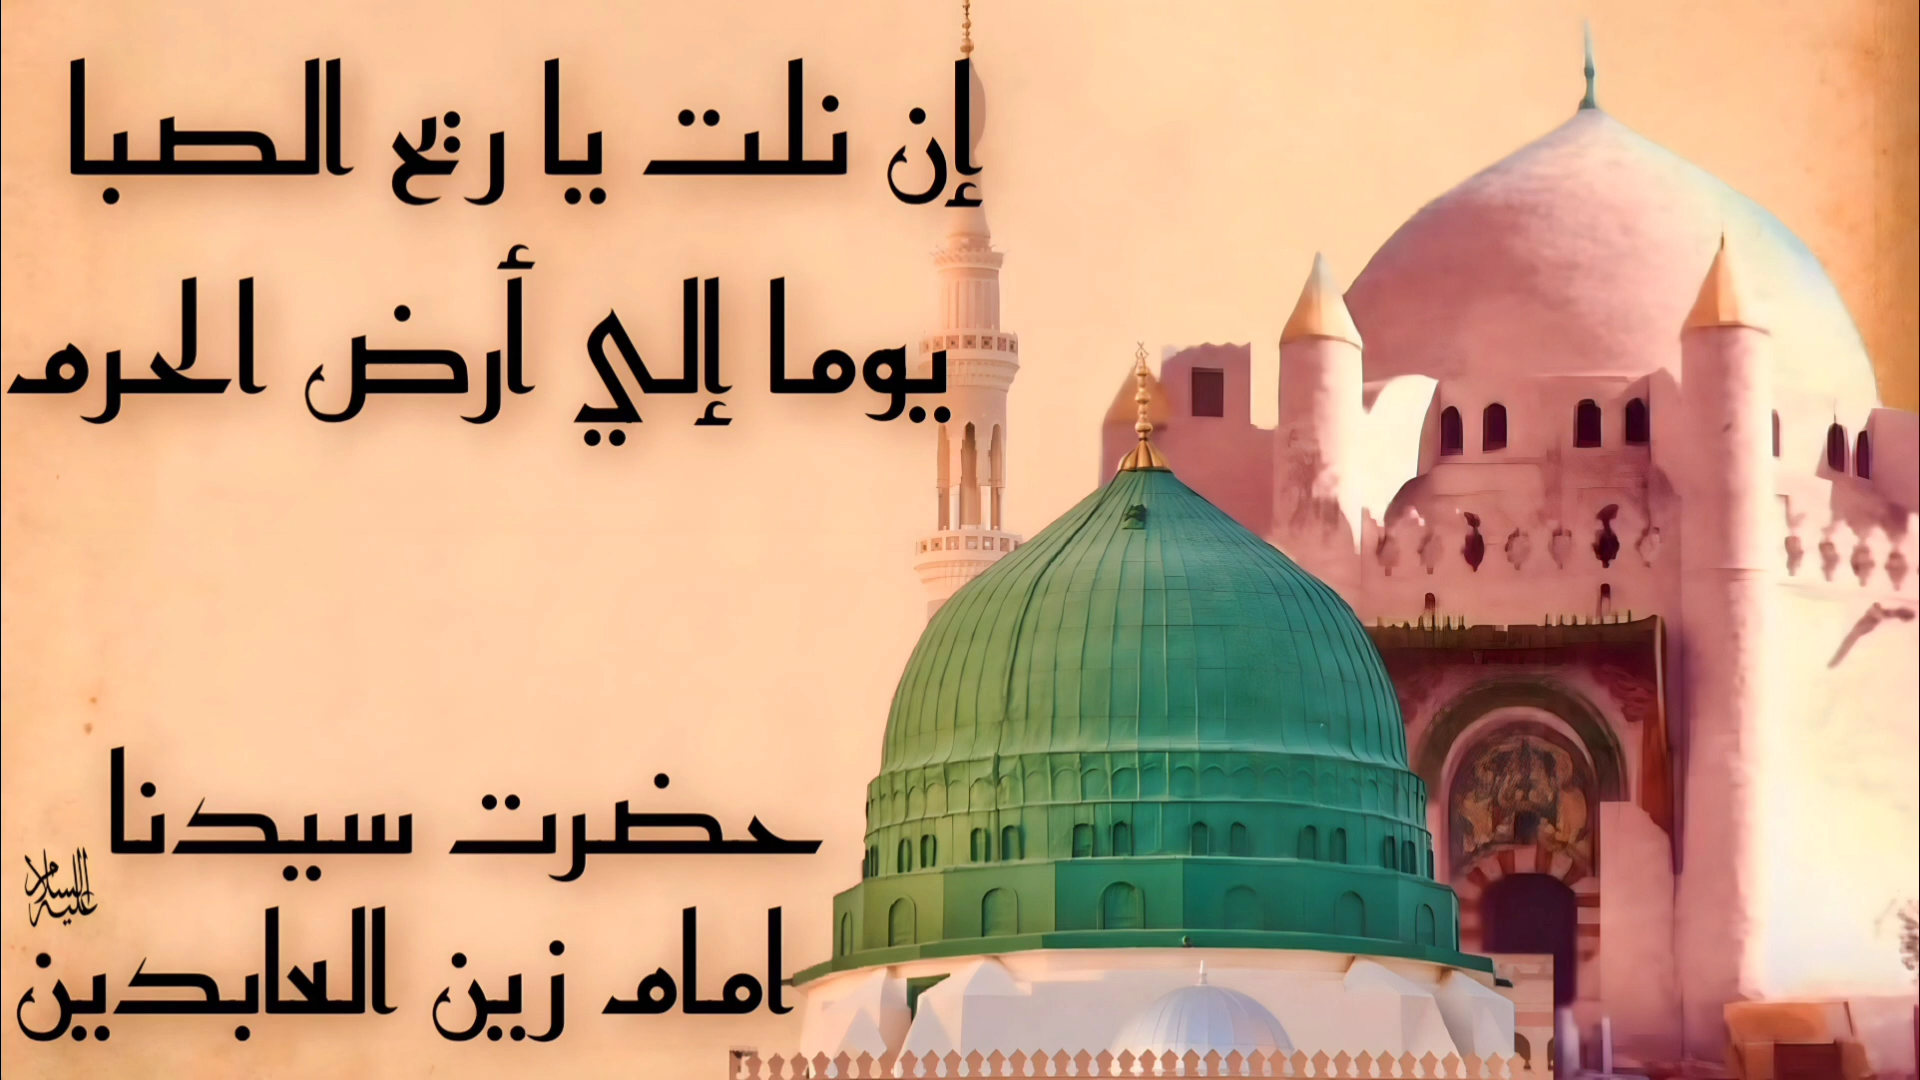 إن نلت يا ريح الصبا
يوما إلي أرض الحرم
حضرت سيدنا
امام زين العابدين
عليه السلام